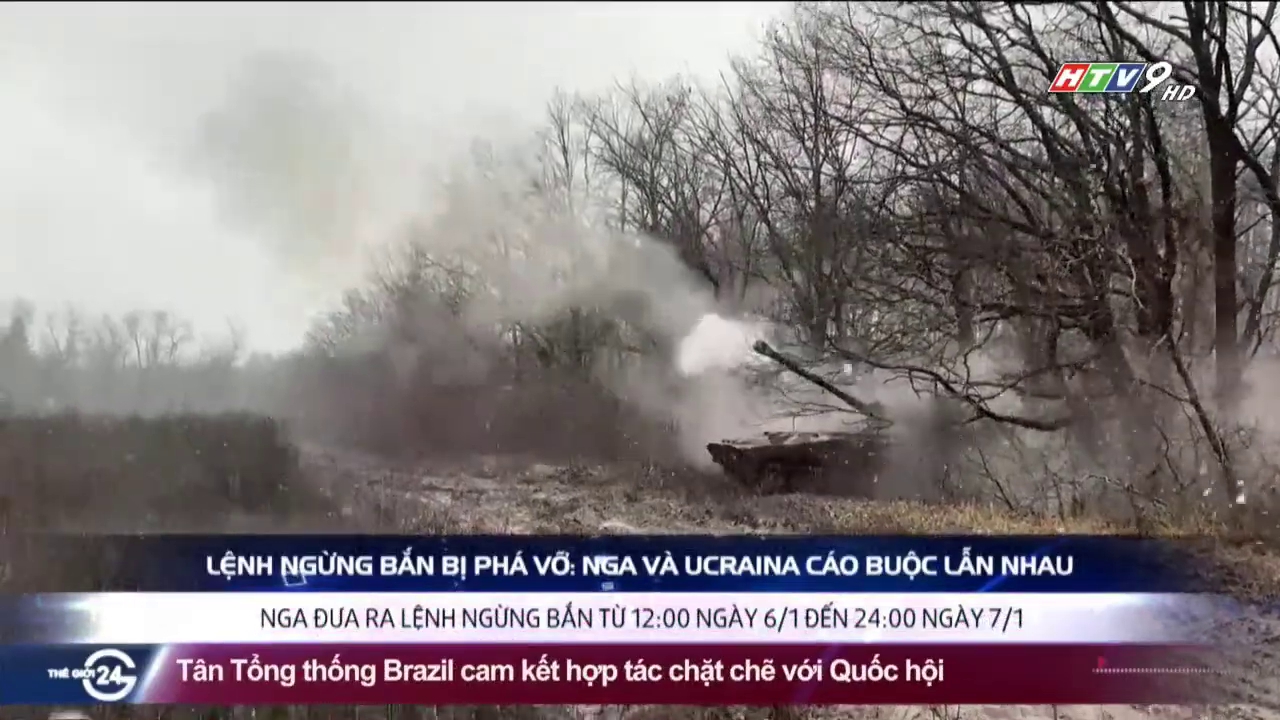 HTV9 HD
LỆNH NGỪNG BẮN BỊ PHÁ VỠ: NGA VÀ UCRAINA CÁO BUỘC LẪN NHAU
NGA ĐƯA RA LỆNH NGỪNG BẮN TỪ 12:00 NGÀY 6/1 ĐẾN 24:00 NGÀY 7/1
THẾ GIỚI 24G Tân Tổng thống Brazil cam kết hợp tác chặt chẽ với Quốc hội